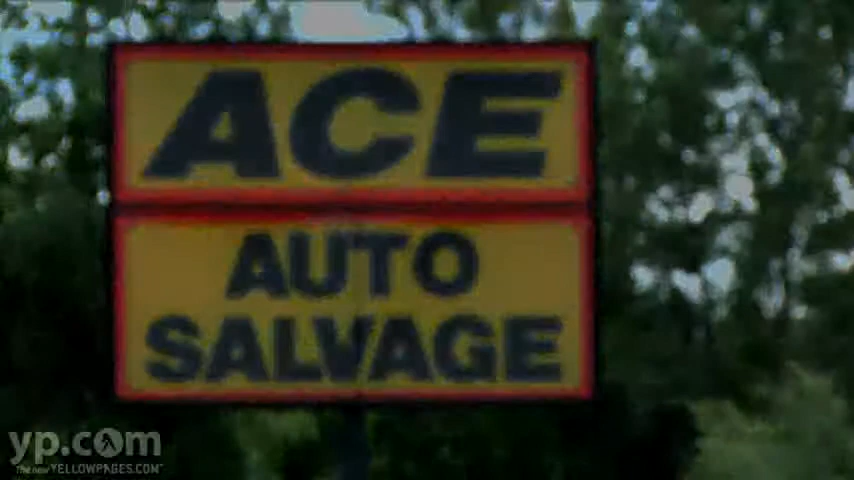 ACE
AUTO
SALVAGE
yp.com
The new YELLOWPAGES.COM